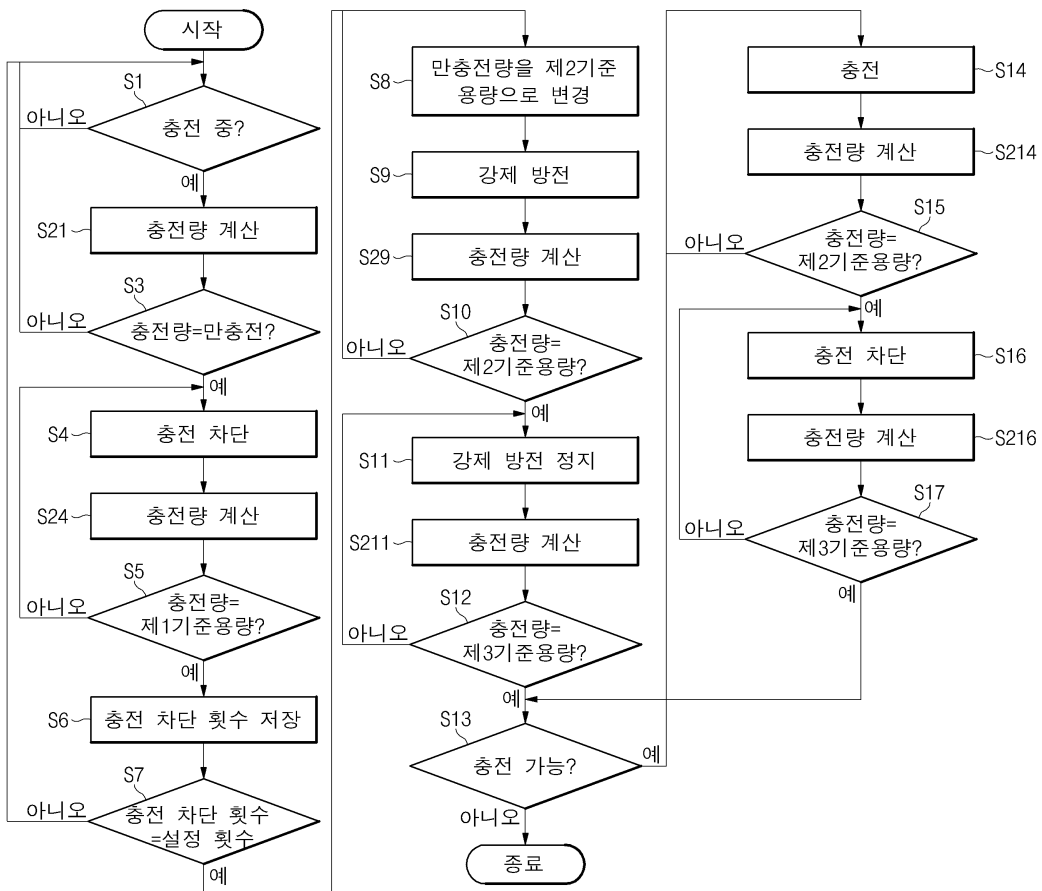 시작
S1
충전 중?
아니오
예
S21
충전량 계산
S3
충전량=만충전?
아니오
예
S4
충전 차단
S24
충전량 계산
S5
충전량=
제1기준용량?
아니오
예
S6
충전 차단 횟수 저장
S7
충전 차단 횟수
=설정 횟수
아니오
예
S8
만충전량을 제2기준
용량으로 변경
S9
강제 방전
S29
충전량 계산
S10
충전량=
제2기준용량?
아니오
예
S11
강제 방전 정지
S211
충전량 계산
S12
충전량=
제3기준용량?
아니오
예
S13
충전 가능?
예
아니오
종료
충전
S14
충전량 계산
S214
S15
충전량=
제2기준용량?
아니오
예
충전 차단
S16
충전량 계산
S216
S17
충전량=
제3기준용량?
아니오
예